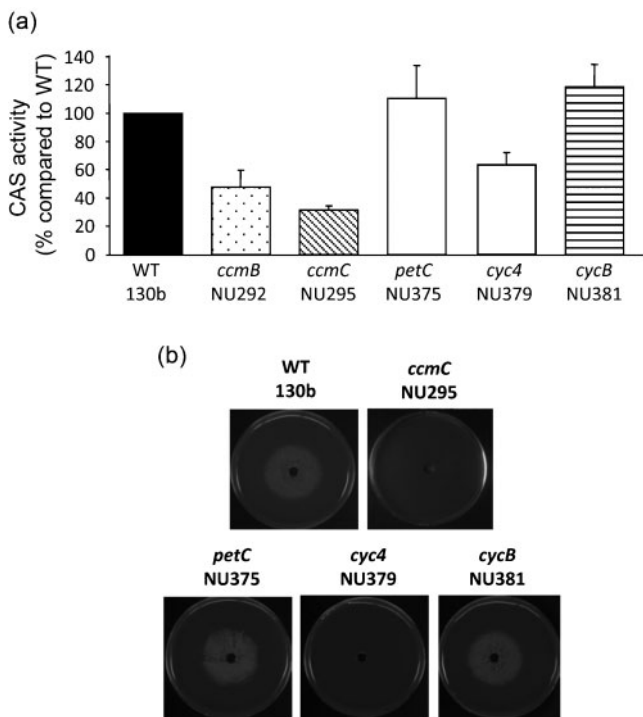 (a)
CAS activity
(% compared to WT)
140
120
100
80
60
40
20
0
WT
130b
ccmB
NU292
ccmC
NU295
petC
NU375
cyc4
NU379
cycB
NU381
(b)
WT
130b
ccmC
NU295
petC
NU375
cyc4
NU379
cycB
NU381